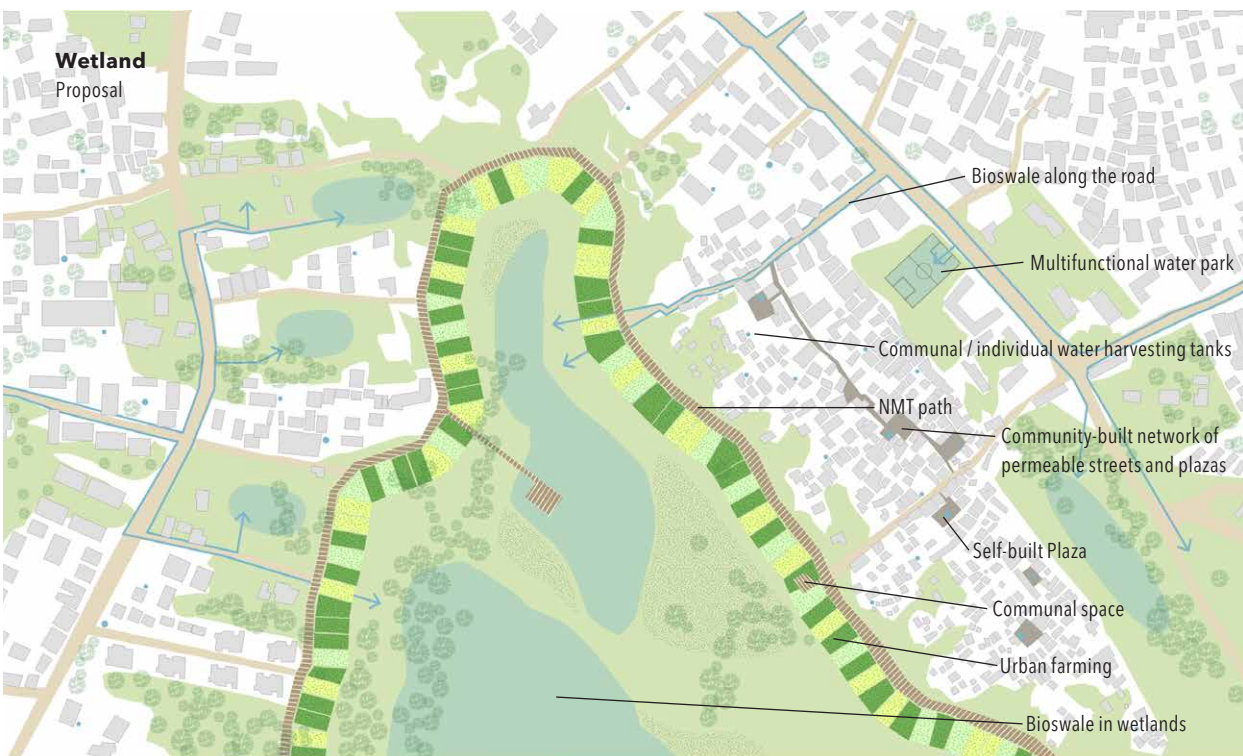 Wetland
Proposal
Bioswale along the road
Multifunctional water park
Communal / individual water harvesting tanks
NMT path
Community-built network of
permeable streets and plazas
Self-built Plaza
Communal space
Urban farming
Bioswale in wetlands